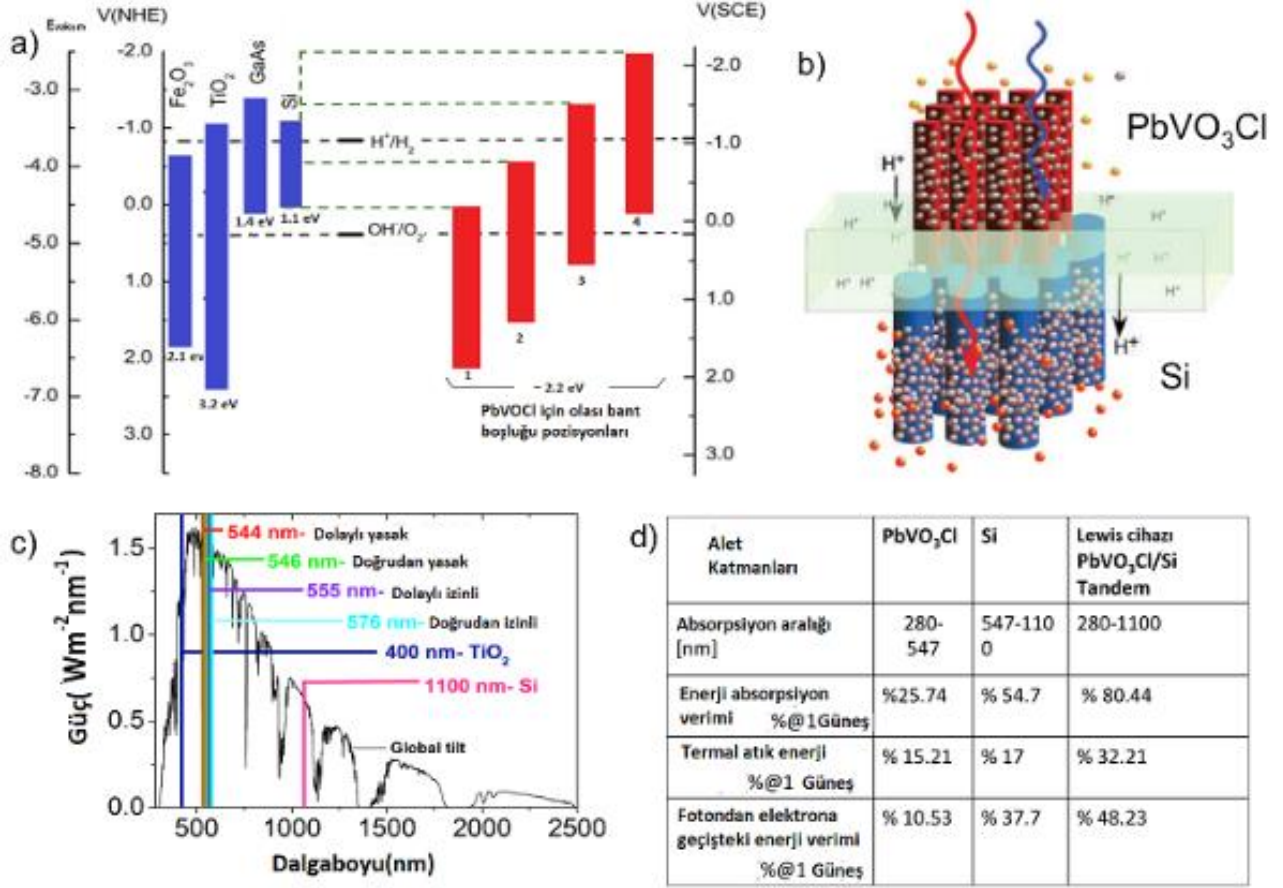 a)
V(NHE)
-2.0
-1.0
0.0
1.0
2.0
3.0
-3.0
-4.0
-5.0
-6.0
-7.0
-8.0
Fe2O3
TiO2
GaAs
Si
2.1 ev
3.2 eV
1.4 eV
1.1 eV
H+/H2
OH-/O2
1
2
3
4
~2.2 eV
PbVOCl için olası bant
boşluğu pozisyonları
V(SCE)
-2.0
-1.0
0.0
1.0
2.0
3.0
b)
PbVO3Cl
H+
H+
H+
H+
H+
H+ H+
H+
H+
H+
H+
Si
c)
Güç( Wm-2nm-1)
1.5
1.0
0.5
0.0
544 nm- Dolaylı yasak
546 nm- Doğrudan yasak
555 nm- Dolaylı izinli
576 nm- Doğrudan izinli
400 nm- TiO2
1100 nm- Si
Global tilt
500 1000 1500 2000 2500
Dalgaboyu(nm)
d)
Alet
Katmanları
PbVO3Cl
Si
Lewis cihazı
PbVO3Cl/Si
Tandem
Absorpsiyon aralığı
[nm]
280-
547
547-110
0
280-1100
Enerji absorpsiyon
verimi %@1Güneş
%25.74
% 54.7
% 80.44
Termal atık enerji
%@1 Güneş
% 15.21
% 17
% 32.21
Fotondan elektrona
geçişteki enerji verimi
%@1 Güneş
% 10.53
% 37.7
% 48.23